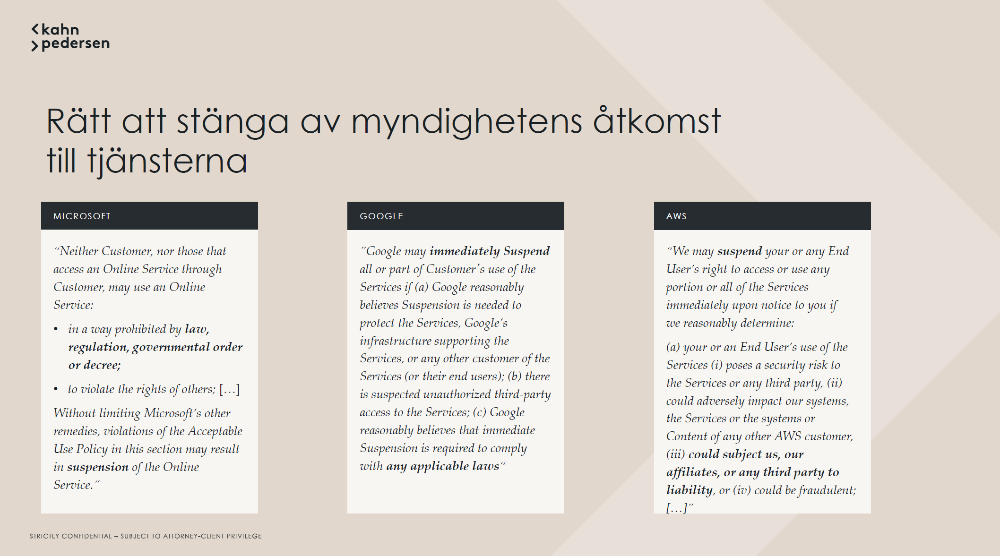 kahn
pedersen
Rätt att stänga av myndighetens åtkomst
till tjänsterna
MICROSOFT
“Neither Customer, nor those that
access an Online Service through
Customer, may use an Online
Service:
• in a way prohibited by law,
regulation, governmental order
or decree;
• to violate the rights of others; […]
Without limiting Microsoft’s other
remedies, violations of the Acceptable
Use Policy in this section may result
in suspension of the Online
Service.”
GOOGLE
”Google may immediately Suspend
all or part of Customer's use of the
Services if (a) Google reasonably
believes Suspension is needed to
protect the Services, Google’s
infrastructure supporting the
Services, or any other customer of the
Services (or their end users); (b) there
is suspected unauthorized third-party
access to the Services; (c) Google
reasonably believes that immediate
Suspension is required to comply
with any applicable laws“
AWS
“We may suspend your or any End
User’s right to access or use any
portion or all of the Services
immediately upon notice to you if
we reasonably determine:
(a) your or an End User’s use of the
Services (i) poses a security risk to
the Services or any third party, (ii)
could adversely impact our systems,
the Services or the systems or
Content of any other AWS customer,
(iii) could subject us, our
affiliates, or any third party to
liability, or (iv) could be fraudulent;
[…]”
STRICTLY CONFIDENTIAL – SUBJECT TO ATTORNEY-CLIENT PRIVILEGE